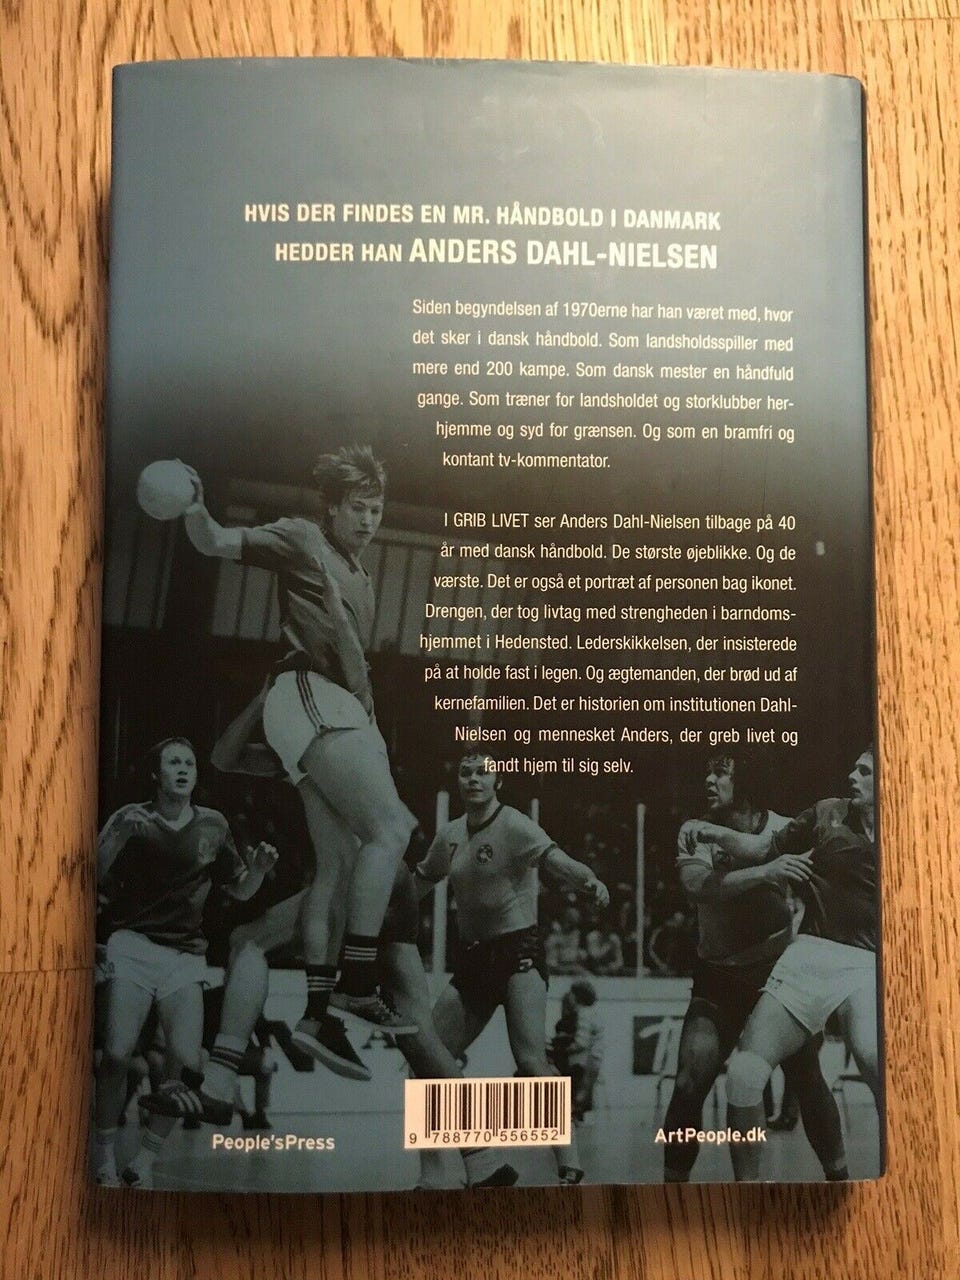 HVIS DER FINDES EN MR. HÅNDBOLD I DANMARK
HEDDER HAN ANDERS DAHL-NIELSEN
Siden begyndelsen af 1970erne har han været med, hvor
det sker i dansk håndbold. Som landsholdsspiller med
mere end 200 kampe. Som dansk mester en håndfuld
gange. Som træner for landsholdet og storklubber her-
hjemme og syd for grænsen. Og som en bramfri og
kontant tv-kommentator.
I GRIB LIVET ser Anders Dahl-Nielsen tilbage på 40
år med dansk håndbold. De største øjeblikke. Og de
værste. Det er også et portræt af personen bag ikonet.
Drengen, der tog livtag med strengheden i barndoms-
hjemmet i Hedensted. Lederskikkelsen, der insisterede
på at holde fast i legen. Og ægtemanden, der brød ud af
kernefamilien. Det er historien om institutionen Dahl-
Nielsen og mennesket Anders, der greb livet og
fandt hjem til sig selv.
7
People'sPress
9 788770 556552
ArtPeople.dk